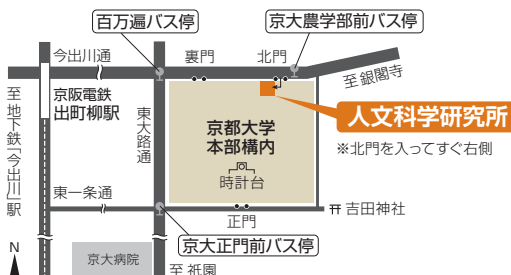 百万遍バス停
京大農学部前バス停
今出川通
裏門
北門
至銀閣寺
至地下鉄「今出川」駅
京阪電鉄
出町柳駅
東大路通
京都大学
本部構内
時計台
人文科学研究所
※北門を入ってすぐ右側
東一条通
正門
吉田神社
京大正門前バス停
N
京大病院
至 祇園